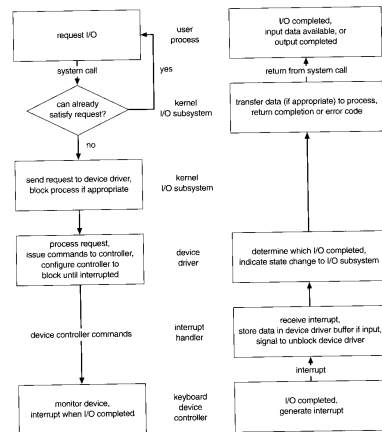 request I/O
system call
yes
can already
satisfy request?
no
send request to device driver,
block process if appropriate
process request,
issue commands to controller,
configure controller to
block until interrupted
device controller commands
monitor device,
interrupt when I/O completed
user
process
kernel
I/O subsystem
kernel
I/O subsystem
device
driver
interrupt
handler
keyboard
device
controller
I/O completed,
input data available, or
output completed
return from system call
transfer data (if appropriate) to process,
return completion or error code
determine which I/O completed,
indicate state change to I/O subsystem
receive interrupt,
store data in device driver buffer if input,
signal to unblock device driver
interrupt
I/O completed,
generate interrupt